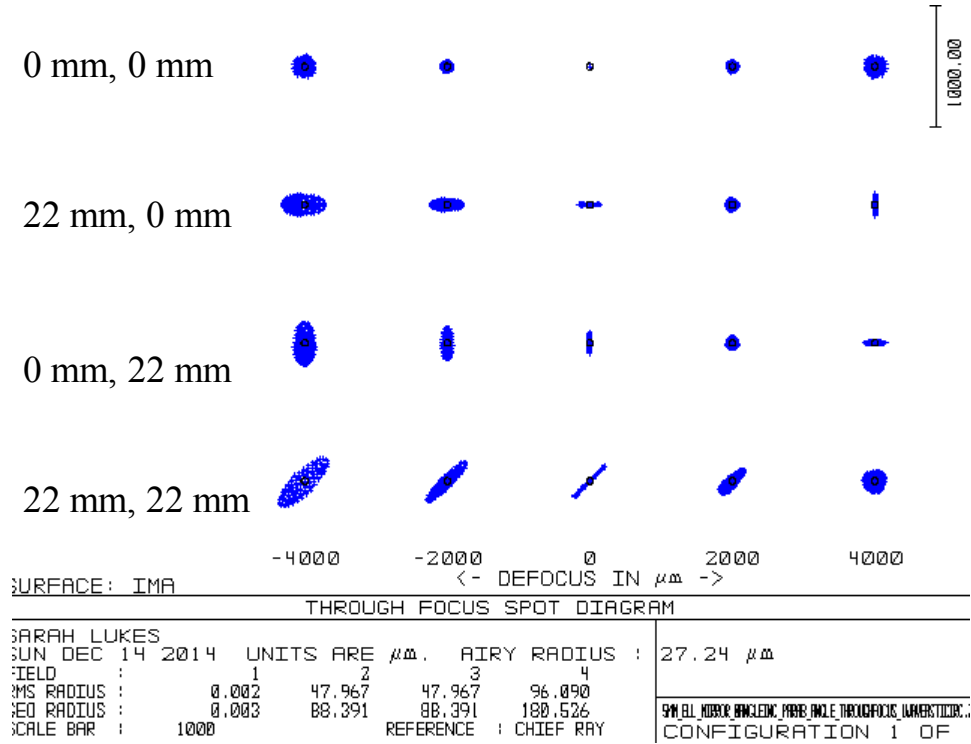 0 mm, 0 mm
1000.00
22 mm, 0 mm
0 mm, 22 mm
22 mm, 22 mm
-4000 -2000 0 2000 4000
<- DEFOCUS IN µm ->
SURFACE: IMA
THROUGH FOCUS SPOT DIAGRAM
SARAH LUKES
SUN DEC 14 2014 UNITS ARE µm. AIRY RADIUS : 27.24 µm
FIELD : 1 2 3 4
RMS RADIUS : 0.002 47.967 47.967 96.090
GEO RADIUS : 0.003 88.391 88.391 180.526
SCALE BAR : 1000 REFERENCE : CHIEF RAY
CONFIGURATION 1 OF